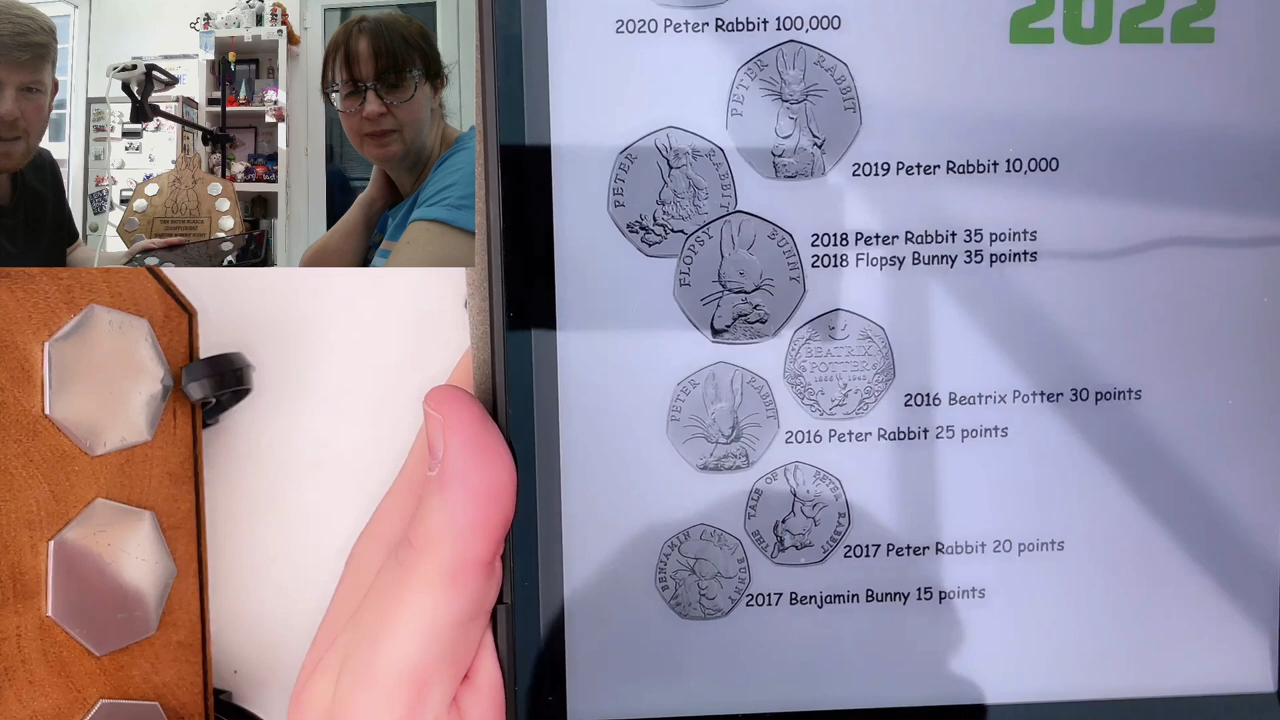 2022
2020 Peter Rabbit 100,000
PETER RABBIT
2019 Peter Rabbit 10,000
PETER RABBIT
FLOPSY BUNNY
2018 Peter Rabbit 35 points
2018 Flopsy Bunny 35 points
BEATRIX
POTTER
1866 1943
2016 Beatrix Potter 30 points
PETER RABBIT
2016 Peter Rabbit 25 points
THE TALE OF PETER RABBIT
2017 Peter Rabbit 20 points
BENJAMIN BUNNY
2017 Benjamin Bunny 15 points